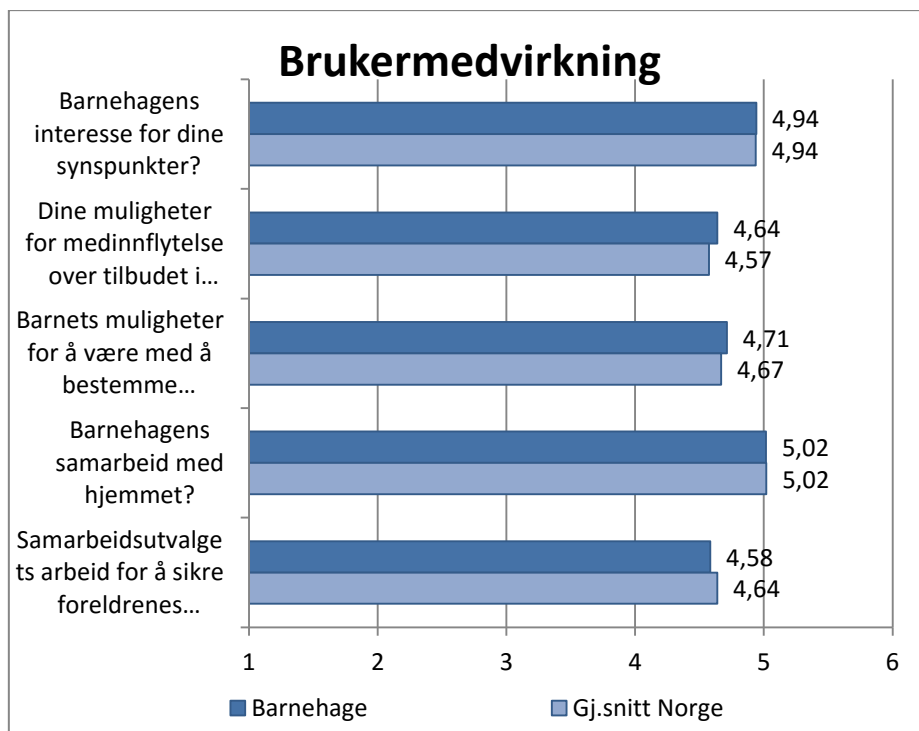 Brukermedvirkning
Barnehagens
interesse for dine
synspunkter?
4,94
4,94
Dine muligheter
for medinnflytelse
over tilbudet i…
4,64
4,57
Barnets muligheter
for å være med å
bestemme…
4,71
4,67
Barnehagens
samarbeid med
hjemmet?
5,02
5,02
Samarbeidsutvalge
ts arbeid for å sikre
foreldrenes…
4,58
4,64
1 2 3 4 5 6
Barnehage Gj.snitt Norge